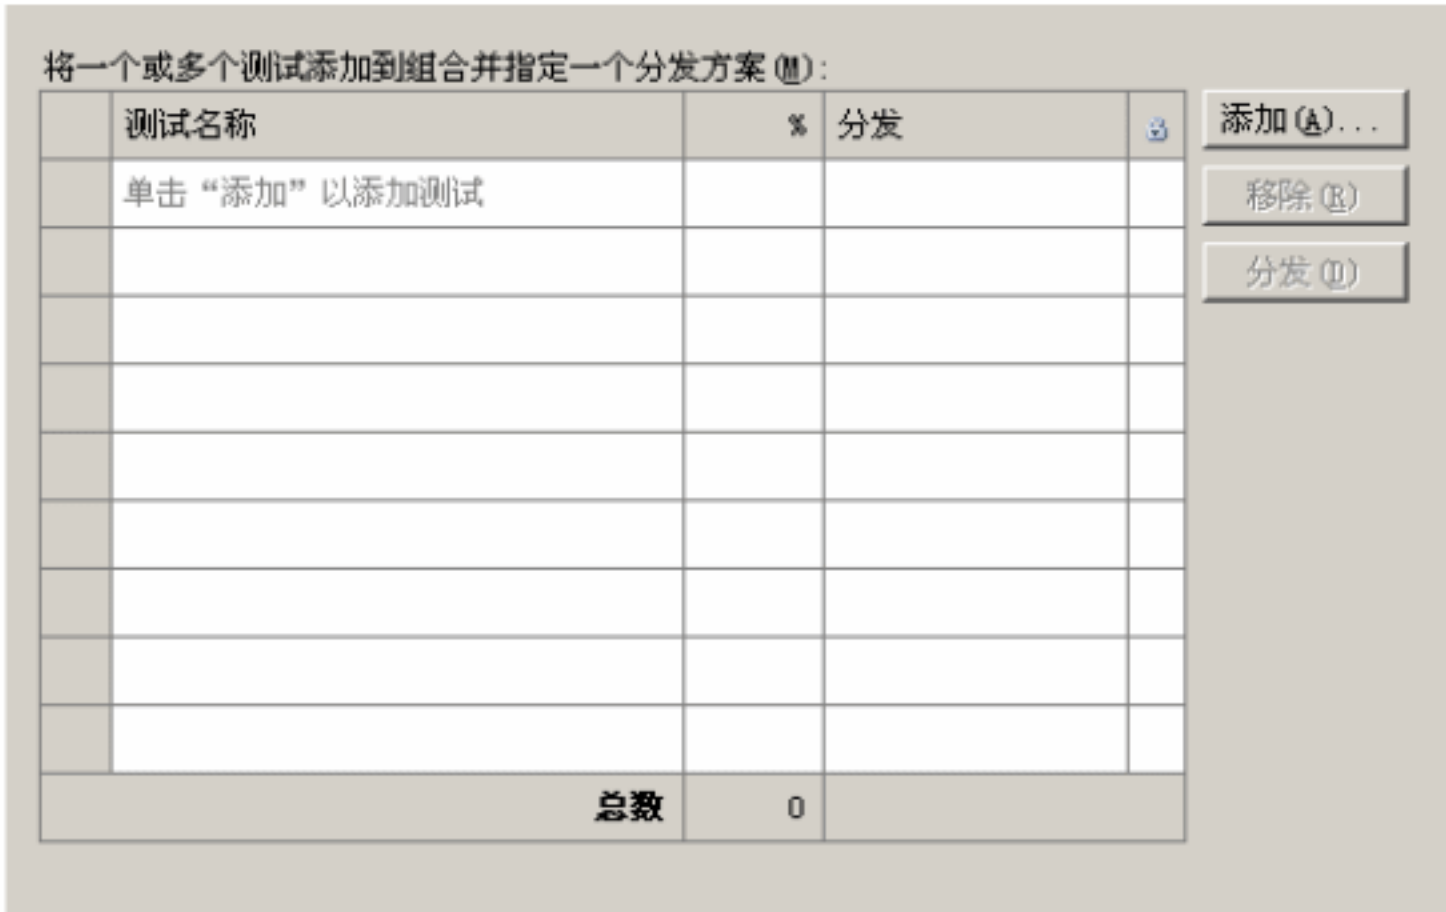 将一个或多个测试添加到组合并指定一个分发方案(M):
测试名称 % 分发
添加(A)...
单击“添加”以添加测试
移除(R)
分发(D)
总数 0